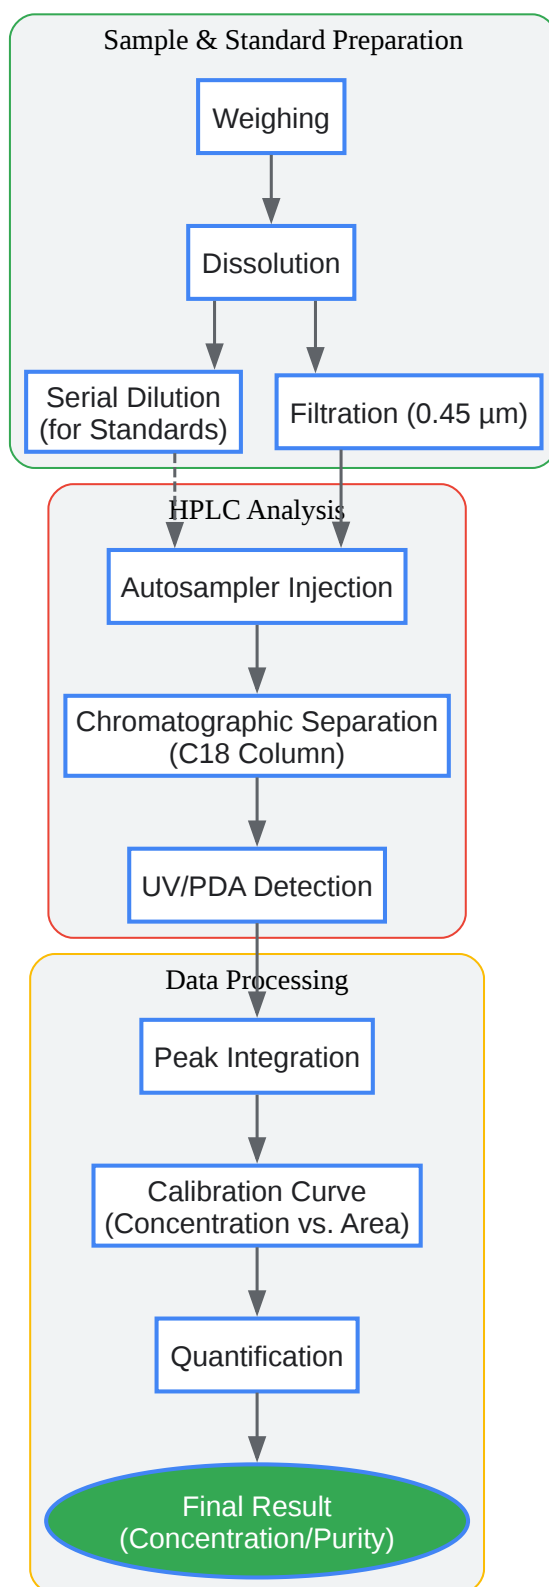 Sample & Standard Preparation
Weighing
Dissolution
Serial Dilution
(for Standards)
Filtration (0.45 µm)
HPLC Analysis
Autosampler Injection
Chromatographic Separation
(C18 Column)
UV/PDA Detection
Data Processing
Peak Integration
Calibration Curve
(Concentration vs. Area)
Quantification
Final Result
(Concentration/Purity)